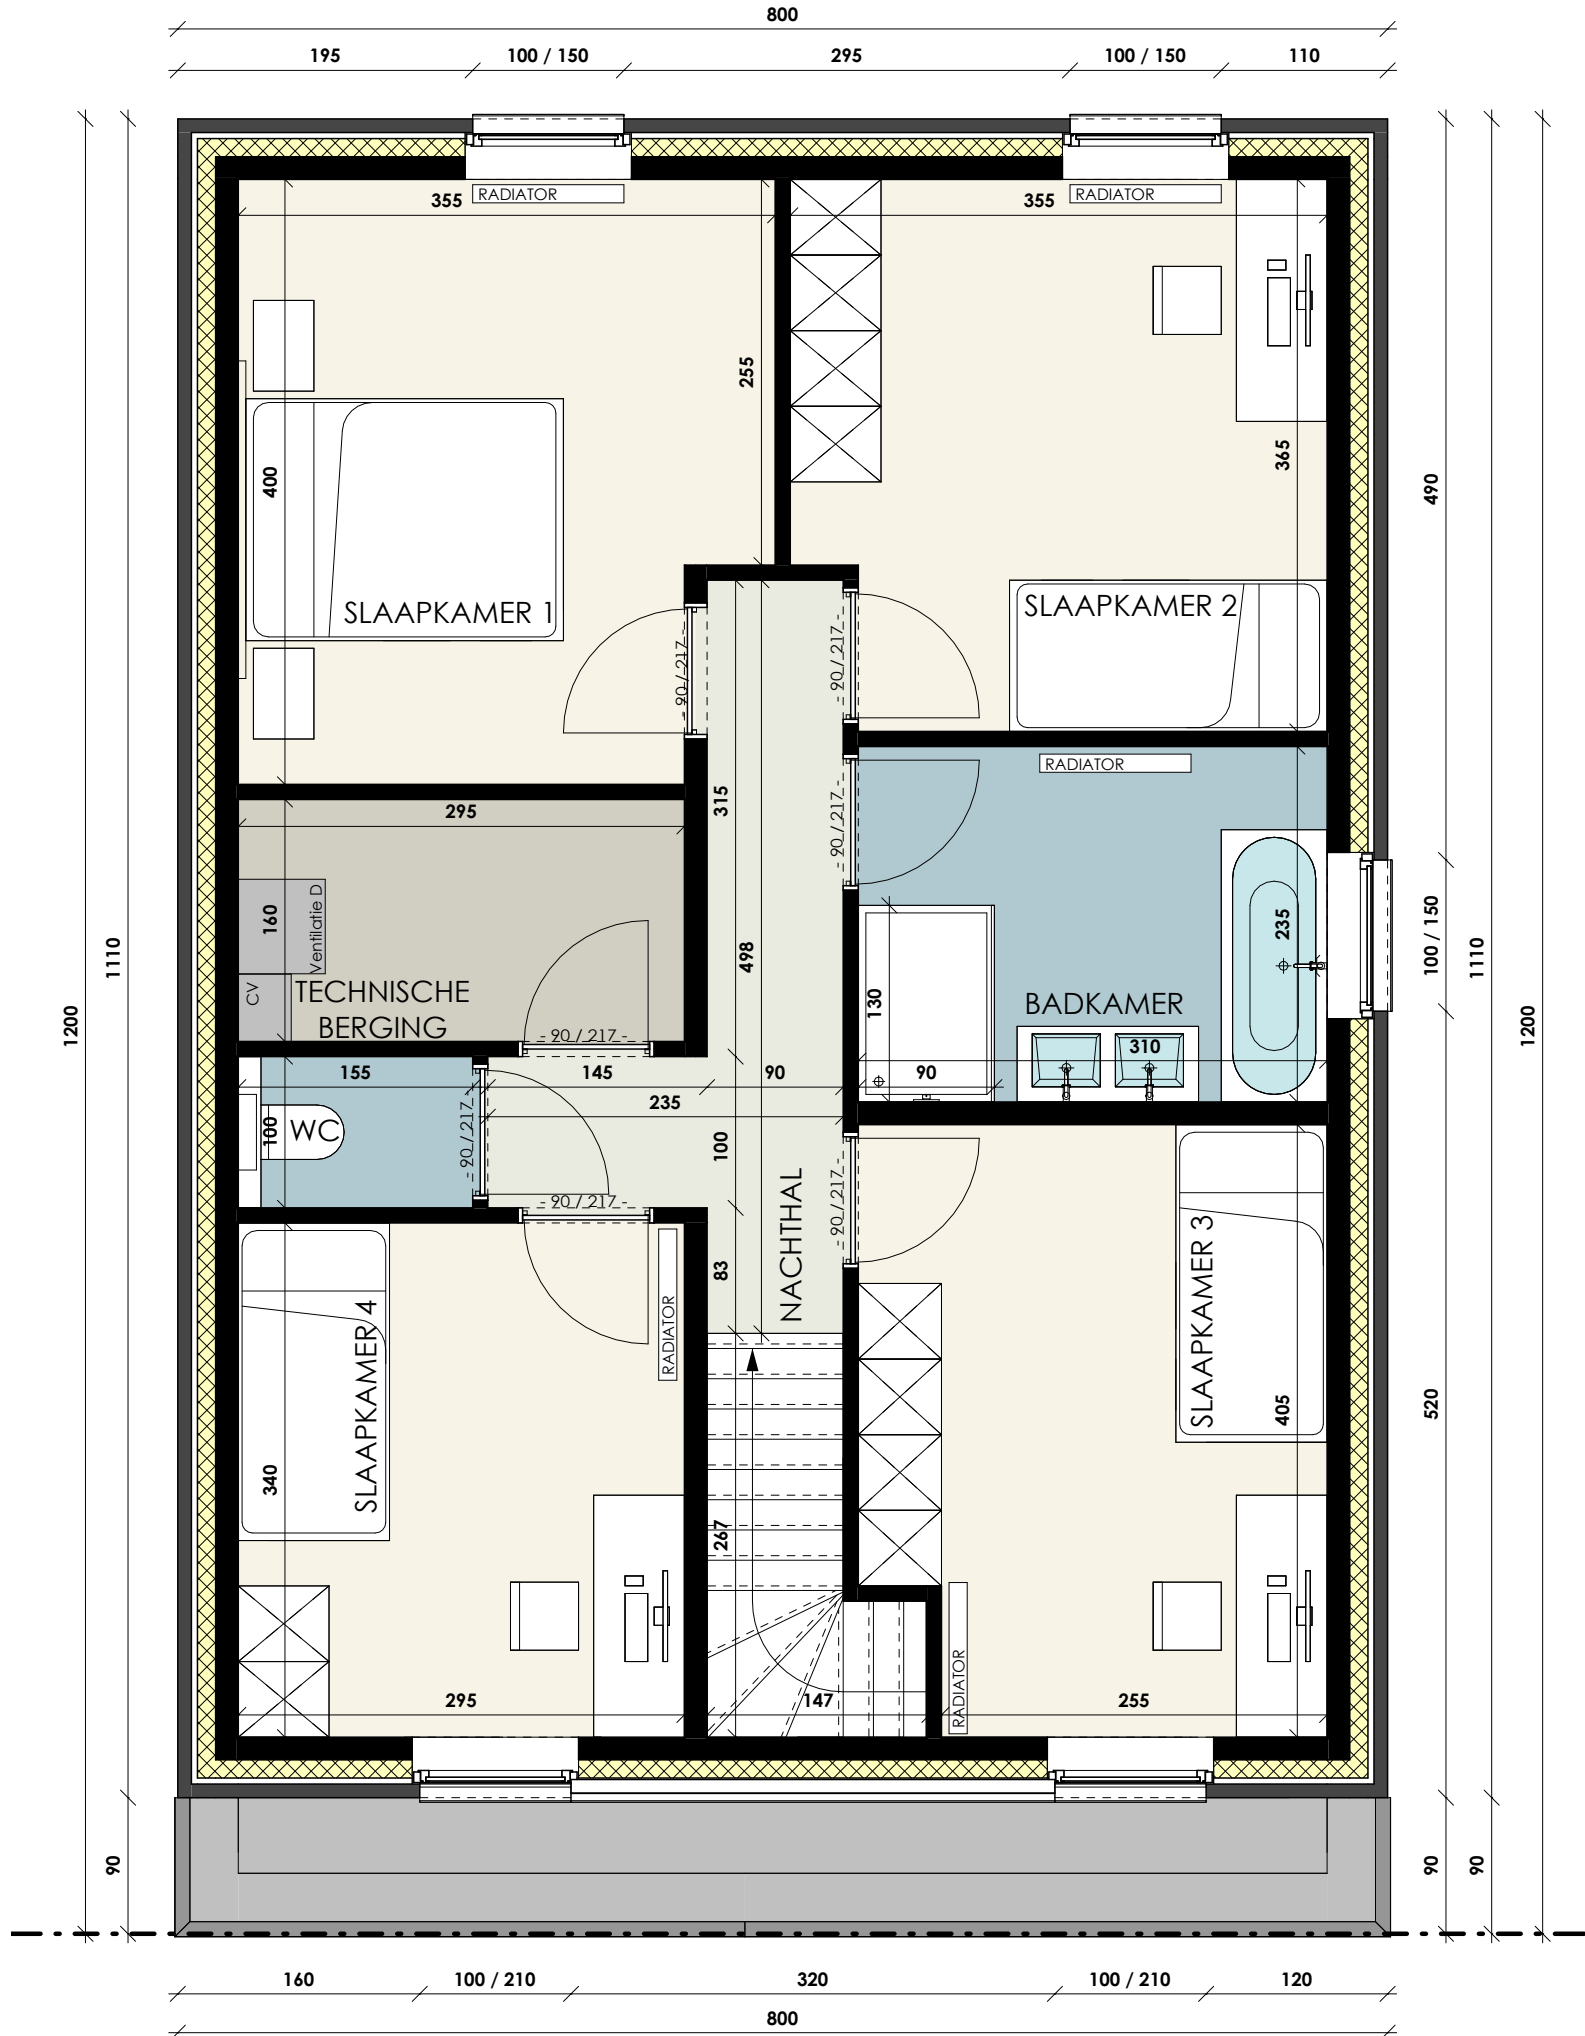 800
195
100 / 150
295
100 / 150
110
RADIATOR
RADIATOR
355
355
255
400
365
490
SLAAPKAMER 1
SLAAPKAMER 2
- 90 / 217 -
- 90 / 217 -
RADIATOR
315
295
- 90 / 217 -
Ventilatie D
160
235
100 / 150
498
1110
1110
CV
TECHNISCHE
BERGING
130
BADKAMER
1200
1200
- 90 / 217 -
310
155
145
90
90
235
WC
100
- 90 / 217 -
100
- 90 / 217 -
- 90 / 217 -
NACHTHAL
83
RADIATOR
SLAAPKAMER 4
SLAAPKAMER 3
405
520
340
267
RADIATOR
295
147
255
90
90
90
160
100 / 210
320
100 / 210
120
800